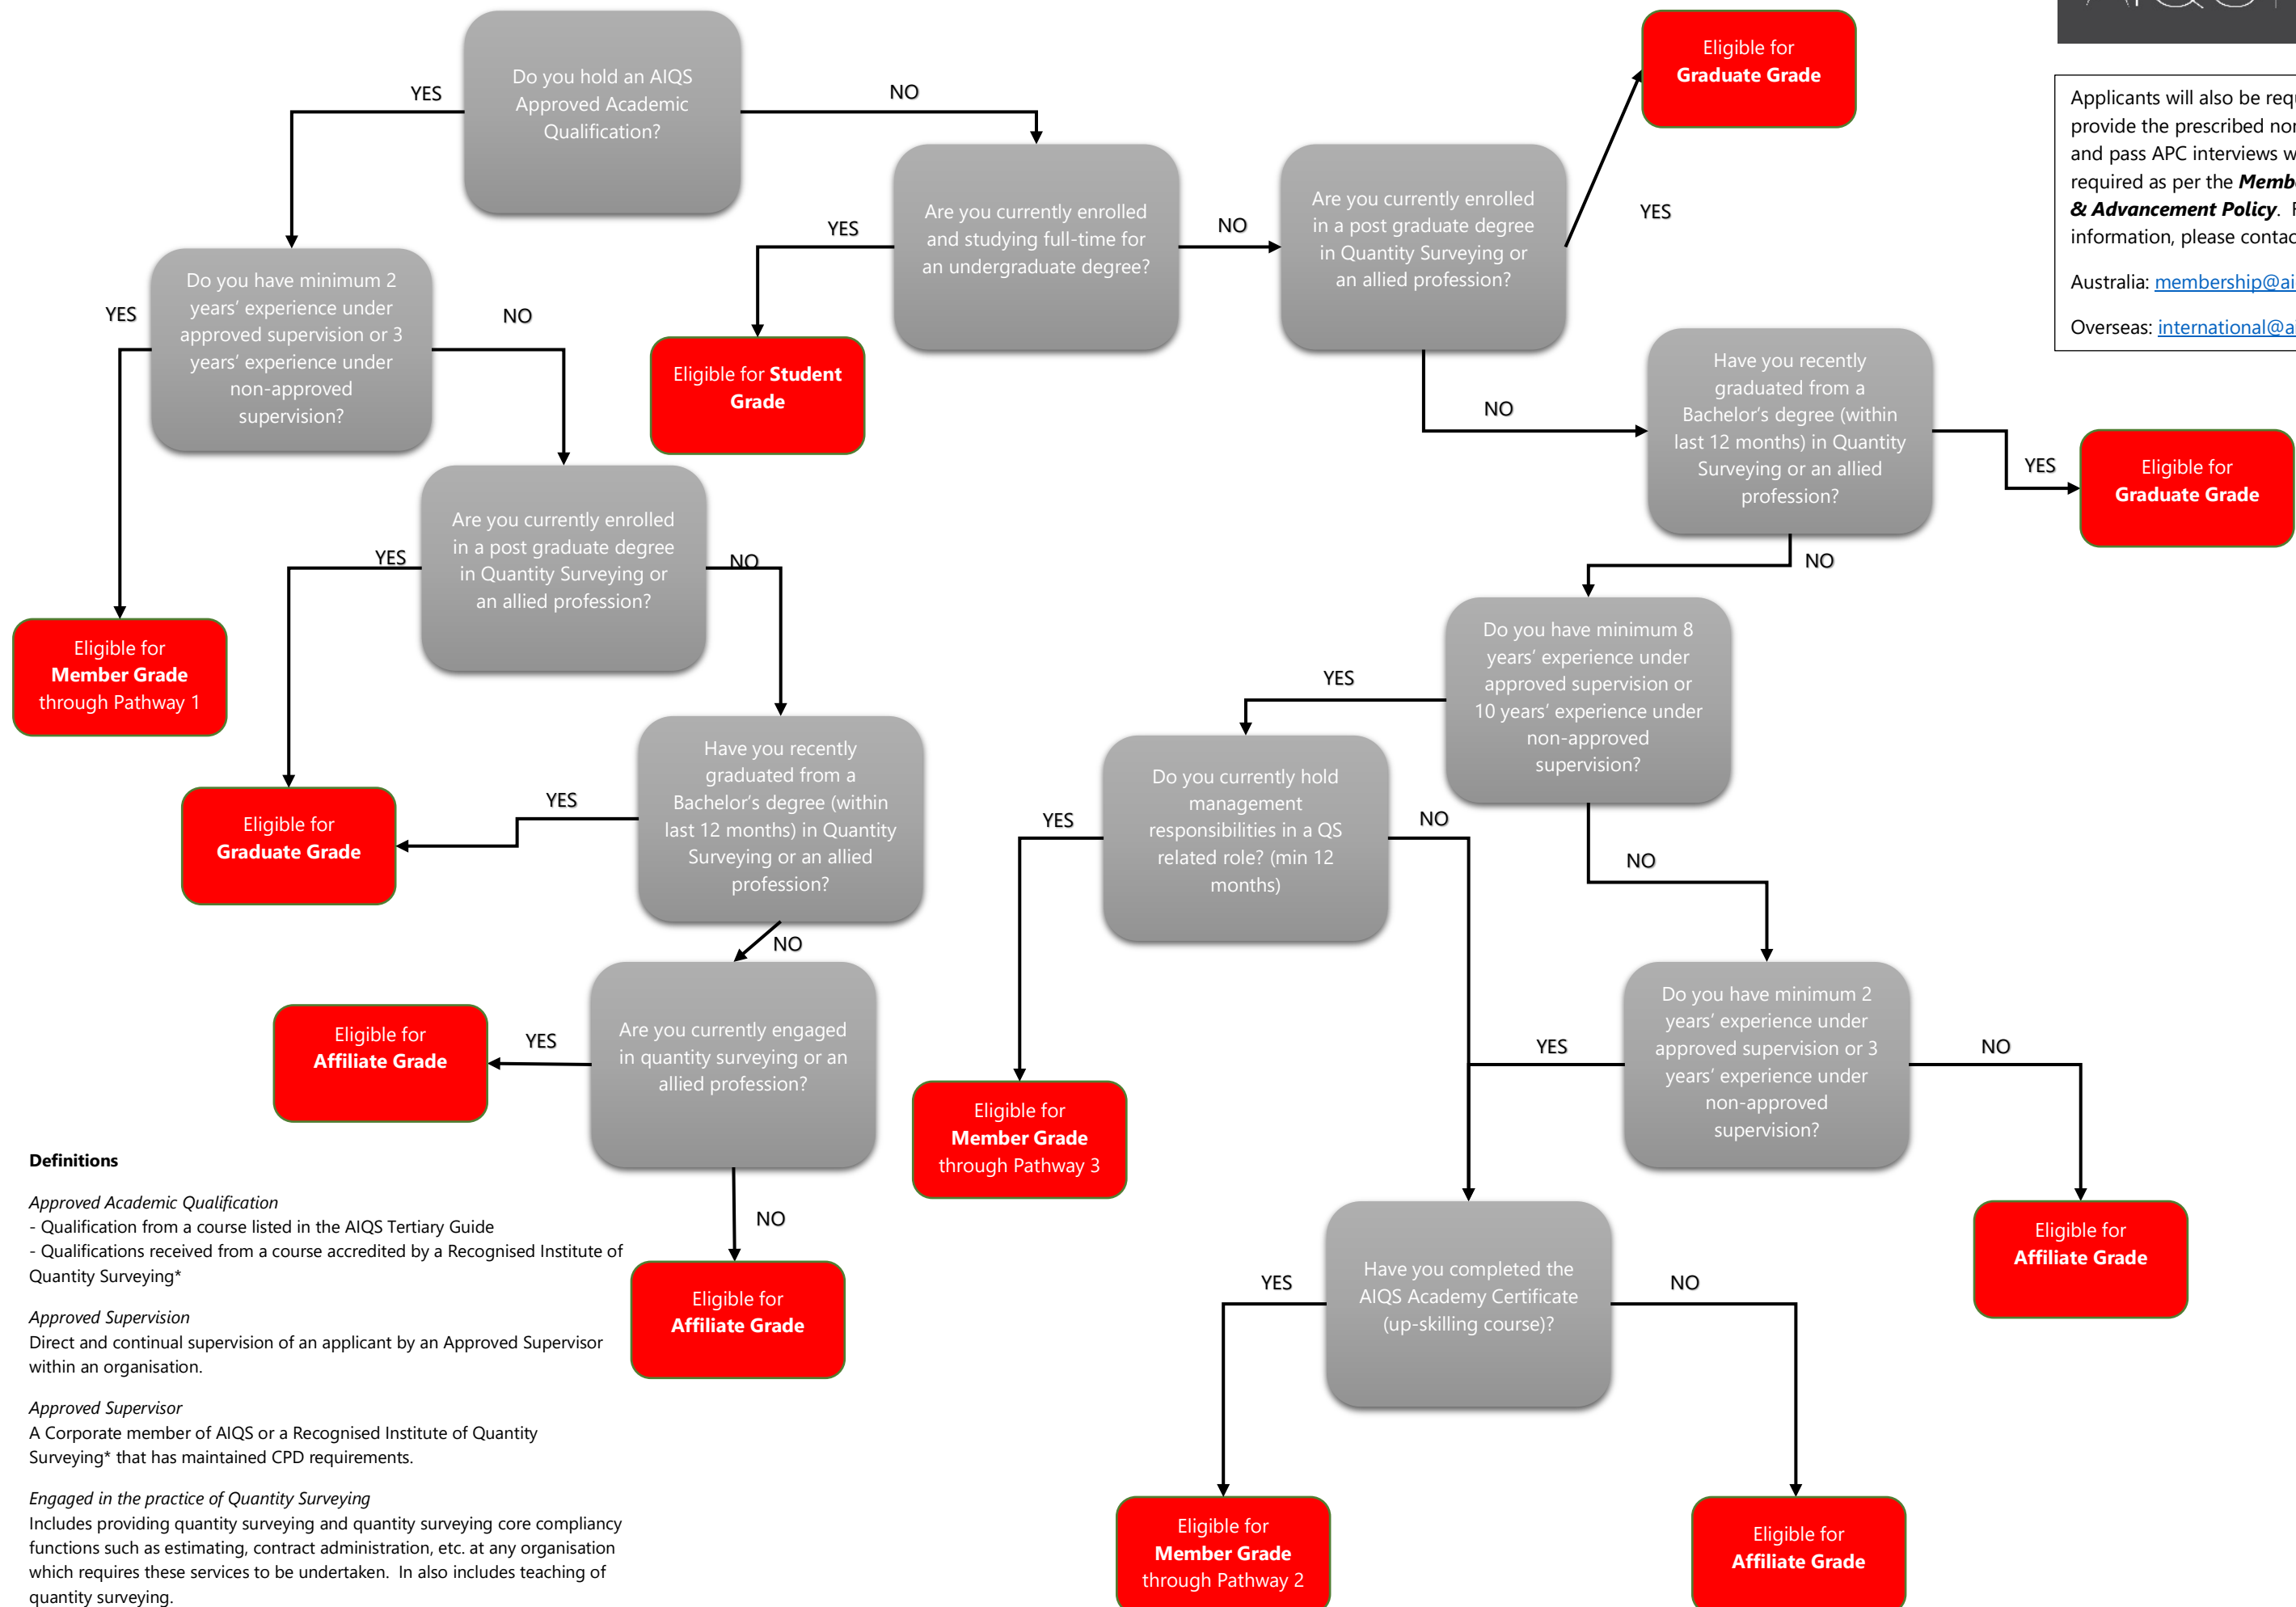 AIQS
Do you hold an AIQS
Approved Academic
Qualification?
YES
NO
Eligible for
Graduate Grade
Applicants will also be
provide the prescribed
and pass APC interviews
required as per the
& Advancement Policy.
information, please
Australia:
Overseas:
Are you currently enrolled
and studying full-time for
an undergraduate degree?
YES
NO
Are you currently enrolled
in a post graduate degree
in Quantity Surveying or
an allied profession?
YES
NO
Do you have minimum 2
years’ experience under
approved supervision or 3
years’ experience under
non-approved
supervision?
YES
NO
Eligible for Student
Grade
Have you recently
graduated from a
Bachelor’s degree (within
last 12 months) in Quantity
Surveying or an allied
profession?
YES
NO
Eligible for
Graduate Grade
Are you currently enrolled
in a post graduate degree
in Quantity Surveying or
an allied profession?
YES
NO
Eligible for
Member Grade
through Pathway 1
Do you have minimum 8
years’ experience under
approved supervision or
10 years’ experience under
non-approved
supervision?
YES
NO
Have you recently
graduated from a
Bachelor’s degree (within
last 12 months) in Quantity
Surveying or an allied
profession?
YES
NO
Eligible for
Graduate Grade
Do you currently hold
management
responsibilities in a QS
related role? (min 12
months)
YES
NO
Are you currently engaged
in quantity surveying or an
allied profession?
YES
NO
Eligible for
Affiliate Grade
Do you have minimum 2
years’ experience under
approved supervision or 3
years’ experience under
non-approved
supervision?
YES
NO
Eligible for
Member Grade
through Pathway 3
Eligible for
Affiliate Grade
Eligible for
Affiliate Grade
Have you completed the
AIQS Academy Certificate
(up-skilling course)?
YES
NO
Eligible for
Member Grade
through Pathway 2
Eligible for
Affiliate Grade
Definitions
Approved Academic Qualification
- Qualification from a course listed in the AIQS Tertiary Guide
- Qualifications received from a course accredited by a Recognised Institute of
Quantity Surveying*
Approved Supervision
Direct and continual supervision of an applicant by an Approved Supervisor
within an organisation.
Approved Supervisor
A Corporate member of AIQS or a Recognised Institute of Quantity
Surveying* that has maintained CPD requirements.
Engaged in the practice of Quantity Surveying
Includes providing quantity surveying and quantity surveying core compliancy
functions such as estimating, contract administration, etc. at any organisation
which requires these services to be undertaken.  In also includes teaching of
quantity surveying.